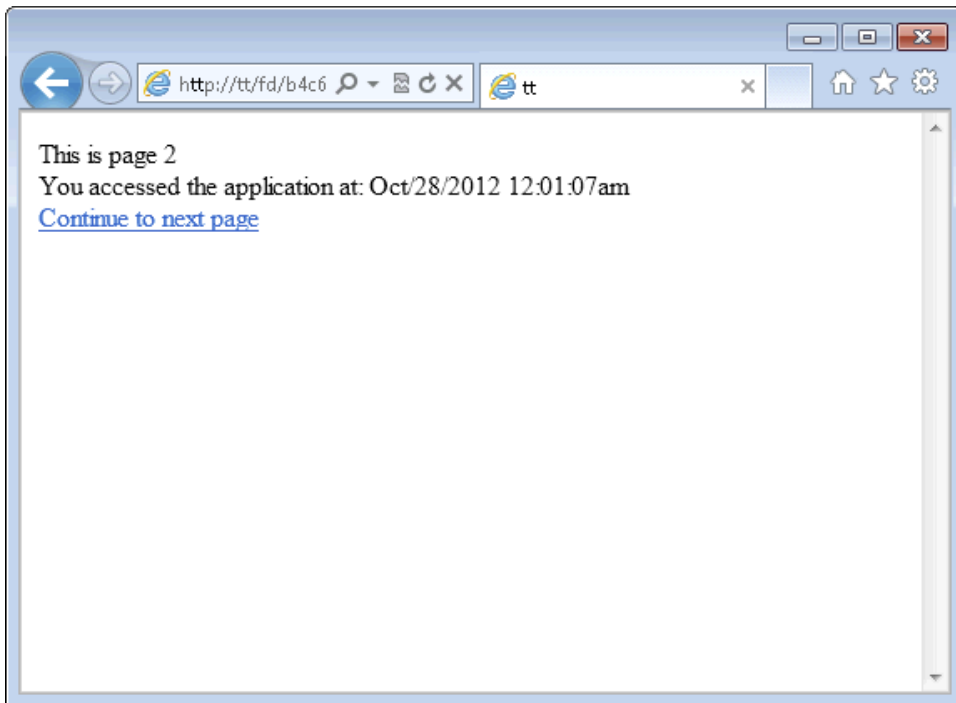 http://tt/fd/b4c6
tt
This is page 2
You accessed the application at: Oct/28/2012 12:01:07am
Continue to next page